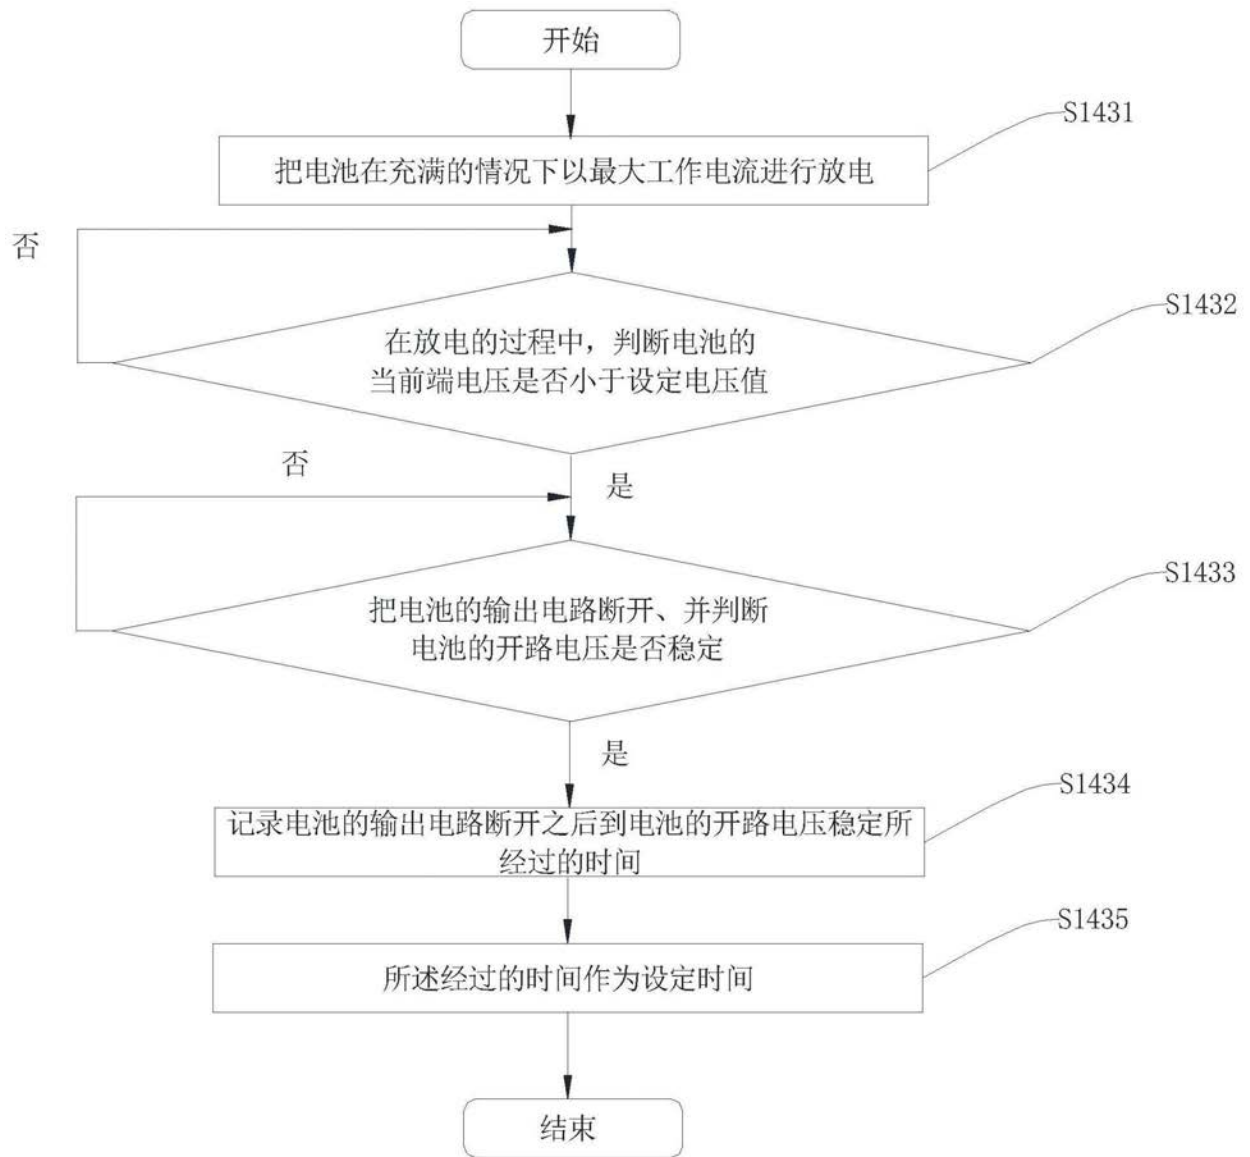 开始
S1431
把电池在充满的情况下以最大工作电流进行放电
否
S1432
在放电的过程中，判断电池的
当前端电压是否小于设定电压值
否
是
S1433
把电池的输出电路断开、并判断
电池的开路电压是否稳定
是
S1434
记录电池的输出电路断开之后到电池的开路电压稳定所
经过的时间
S1435
所述经过的时间作为设定时间
结束